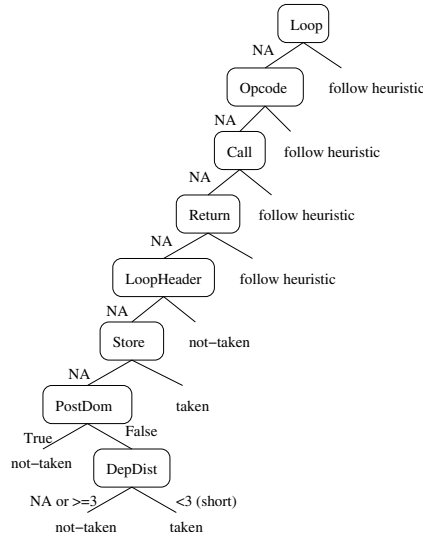 Loop
NA
Opcode
follow heuristic
NA
Call
follow heuristic
NA
Return
follow heuristic
NA
LoopHeader
follow heuristic
NA
Store
not−taken
NA
PostDom
taken
True
False
not−taken
DepDist
NA or >=3
<3 (short)
not−taken
taken